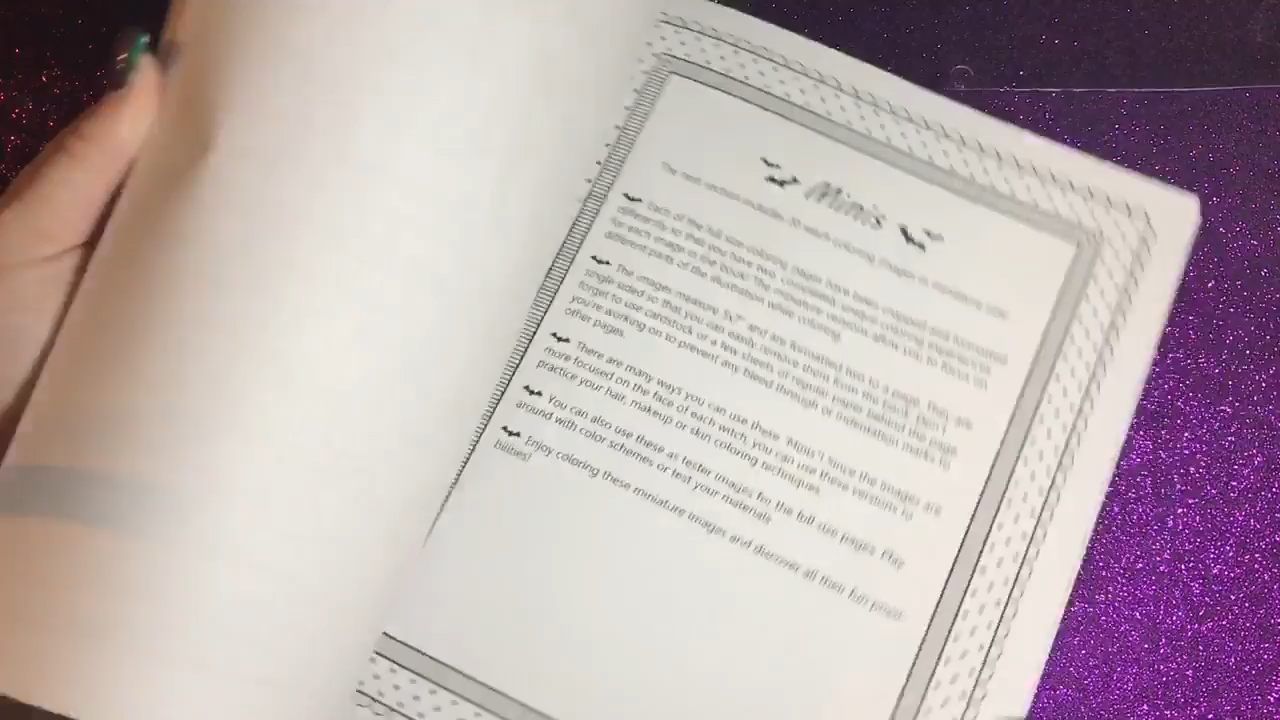 Minis
The next section includes 20 witch coloring images in miniature size.
Each of the full size coloring pages have been cropped and formatted
differently so that you have two completely unique coloring experiences
for each image in the book! The miniature versions allow you to focus on
different parts of the illustration while coloring.
The images measure 5x7" and are formatted two to a page. They are
single sided so that you can easily remove them from the book. Don't
forget to use cardstock or a few sheets of regular paper behind the page
you're working on to prevent any bleed through or indentation marks to
other pages.
There are many ways you can use these "Minis"! Since the images are
more focused on the face of each witch, you can use these versions to
practice your hair, makeup or skin coloring techniques.
You can also use these as tester images for the full size pages. Play
around with color schemes or test your materials.
Enjoy coloring these miniature images and discover all their fun possi-
bilities!